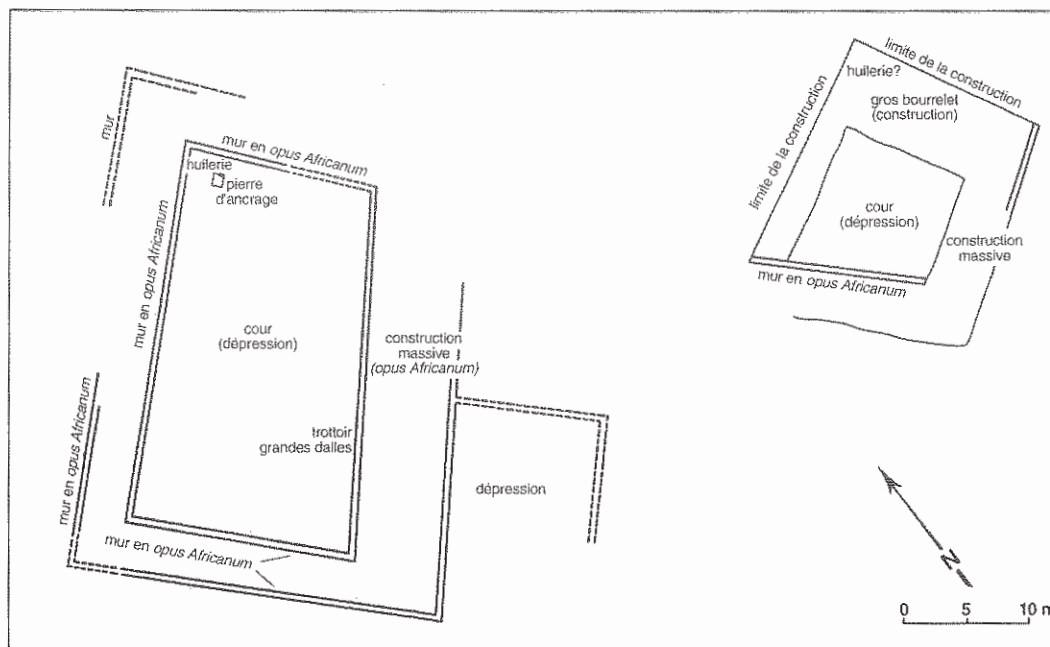 limite de la construction
huilerie?
gros bourrelet
(construction)
limite de la construction
cour
(dépression)
construction
massive
mur en opus Africanum
mur
mur en opus Africanum
huilerie
pierre
d'ancrage
mur en opus Africanum
cour
(dépression)
construction
massive
(opus Africanum)
trottoir
grandes dalles
mur en opus Africanum
dépression
mur en opus Africanum
N
0 5 10 m